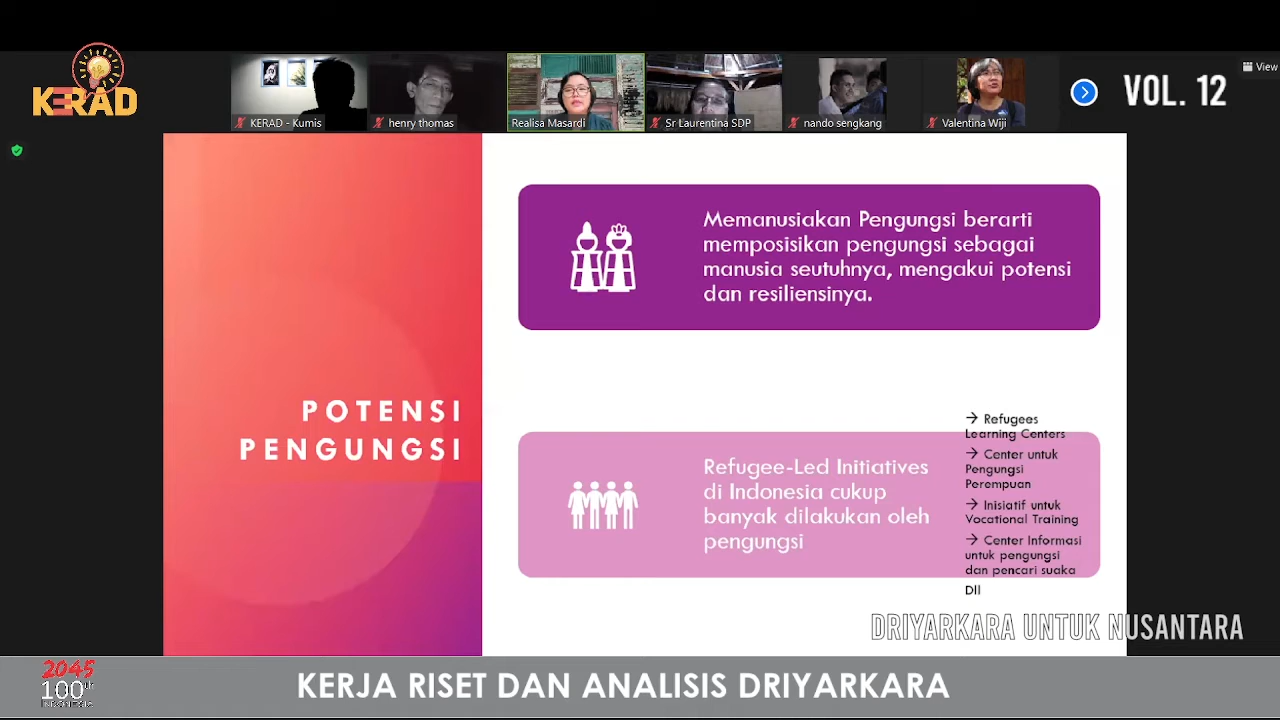 KERAD
KERAD - Kumis
henry thomas
Realisa Masardi
Sr Laurentina SDP
nando sengkang
Valentina Wiji
VOL. 12
View
POTENSI
PENGUNGSI
Memanusiakan Pengungsi berarti
memposisikan pengungsi sebagai
manusia seutuhnya, mengakui potensi
dan resiliensinya.
Refugee-Led Initiatives
di Indonesia cukup
banyak dilakukan oleh
pengungsi
→ Refugees
Learning Centers
→ Center untuk
Pengungsi
Perempuan
→ Inisiatif untuk
Vocational Training
→ Center Informasi
untuk pengungsi
dan pencari suaka
Dll
DRIYARKARA UNTUK NUSANTARA
2045
100th
INDONESIA
KERJA RISET DAN ANALISIS DRIYARKARA